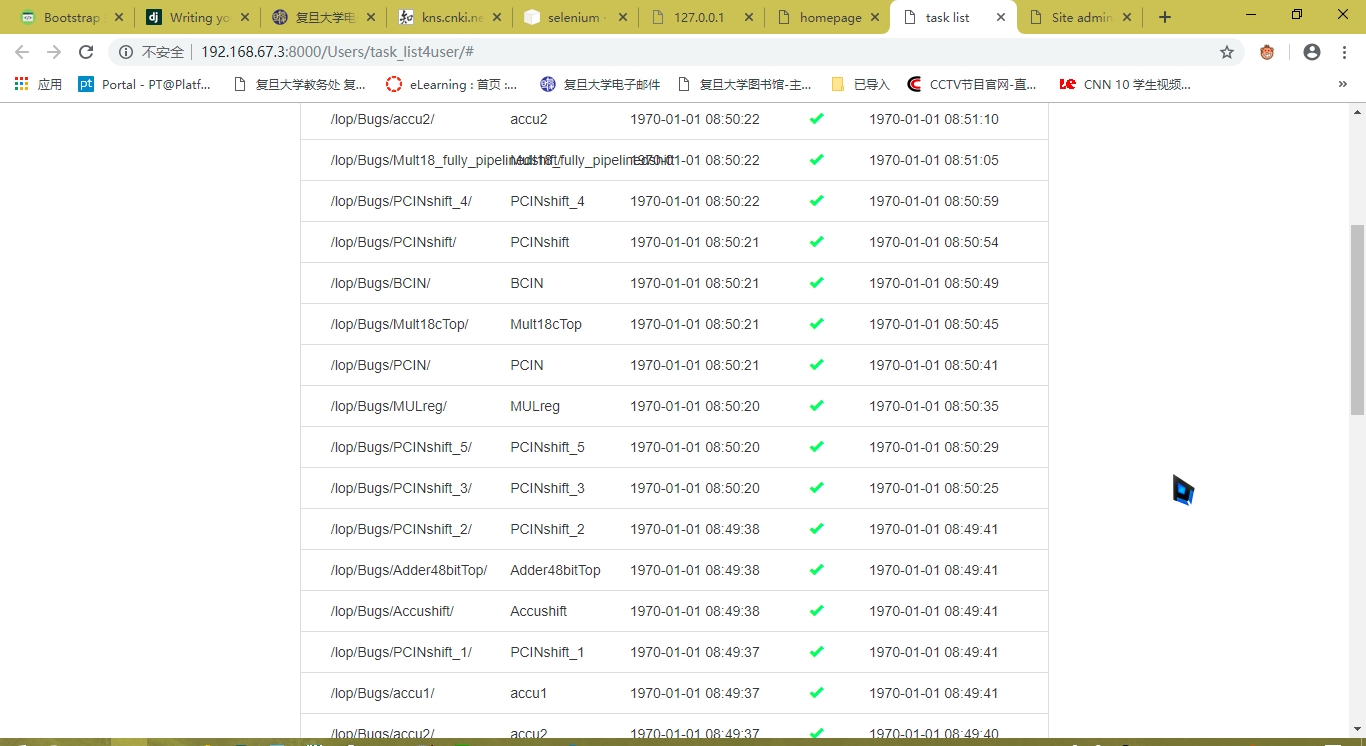 Bootstrap
Writing yo
复旦大学电
kns.cnki.ne
selenium
127.0.0.1
homepage
task list
Site admin
不安全 192.168.67.3:8000/Users/task_list4user/#
应用 Portal - PT@Platf... 复旦大学教务处 复... eLearning : 首页 :... 复旦大学电子邮件 复旦大学图书馆-主... 已导入 CCTV节目官网-直... CNN 10 学生视频... »
/lop/Bugs/accu2/ accu2 1970-01-01 08:50:22 1970-01-01 08:51:10
/lop/Bugs/Mult18_fully_pipelinedshift/ Mult18_fully_pipelinedshift 1970-01-01 08:50:22 1970-01-01 08:51:05
/lop/Bugs/PCINshift_4/ PCINshift_4 1970-01-01 08:50:22 1970-01-01 08:50:59
/lop/Bugs/PCINshift/ PCINshift 1970-01-01 08:50:21 1970-01-01 08:50:54
/lop/Bugs/BCIN/ BCIN 1970-01-01 08:50:21 1970-01-01 08:50:49
/lop/Bugs/Mult18cTop/ Mult18cTop 1970-01-01 08:50:21 1970-01-01 08:50:45
/lop/Bugs/PCIN/ PCIN 1970-01-01 08:50:21 1970-01-01 08:50:41
/lop/Bugs/MULreg/ MULreg 1970-01-01 08:50:20 1970-01-01 08:50:35
/lop/Bugs/PCINshift_5/ PCINshift_5 1970-01-01 08:50:20 1970-01-01 08:50:29
/lop/Bugs/PCINshift_3/ PCINshift_3 1970-01-01 08:50:20 1970-01-01 08:50:25
/lop/Bugs/PCINshift_2/ PCINshift_2 1970-01-01 08:49:38 1970-01-01 08:49:41
/lop/Bugs/Adder48bitTop/ Adder48bitTop 1970-01-01 08:49:38 1970-01-01 08:49:41
/lop/Bugs/Accushift/ Accushift 1970-01-01 08:49:38 1970-01-01 08:49:41
/lop/Bugs/PCINshift_1/ PCINshift_1 1970-01-01 08:49:37 1970-01-01 08:49:41
/lop/Bugs/accu1/ accu1 1970-01-01 08:49:37 1970-01-01 08:49:41
/lop/Bugs/accu2/ accu2 1970-01-01 08:49:37 1970-01-01 08:49:40